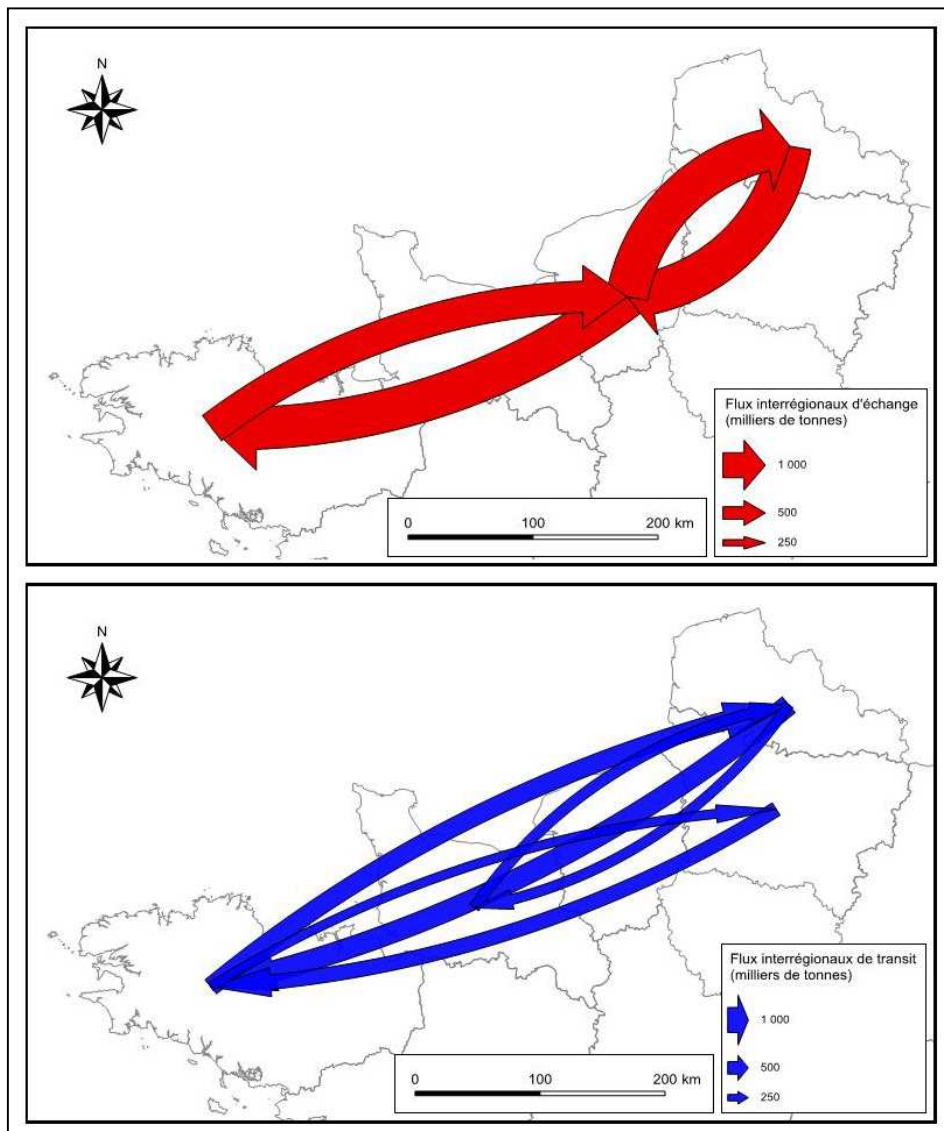 N
Flux interrégionaux d'échange
(milliers de tonnes)
1 000
500
250
0 100 200 km
N
Flux interrégionaux de transit
(milliers de tonnes)
1 000
500
250
0 100 200 km